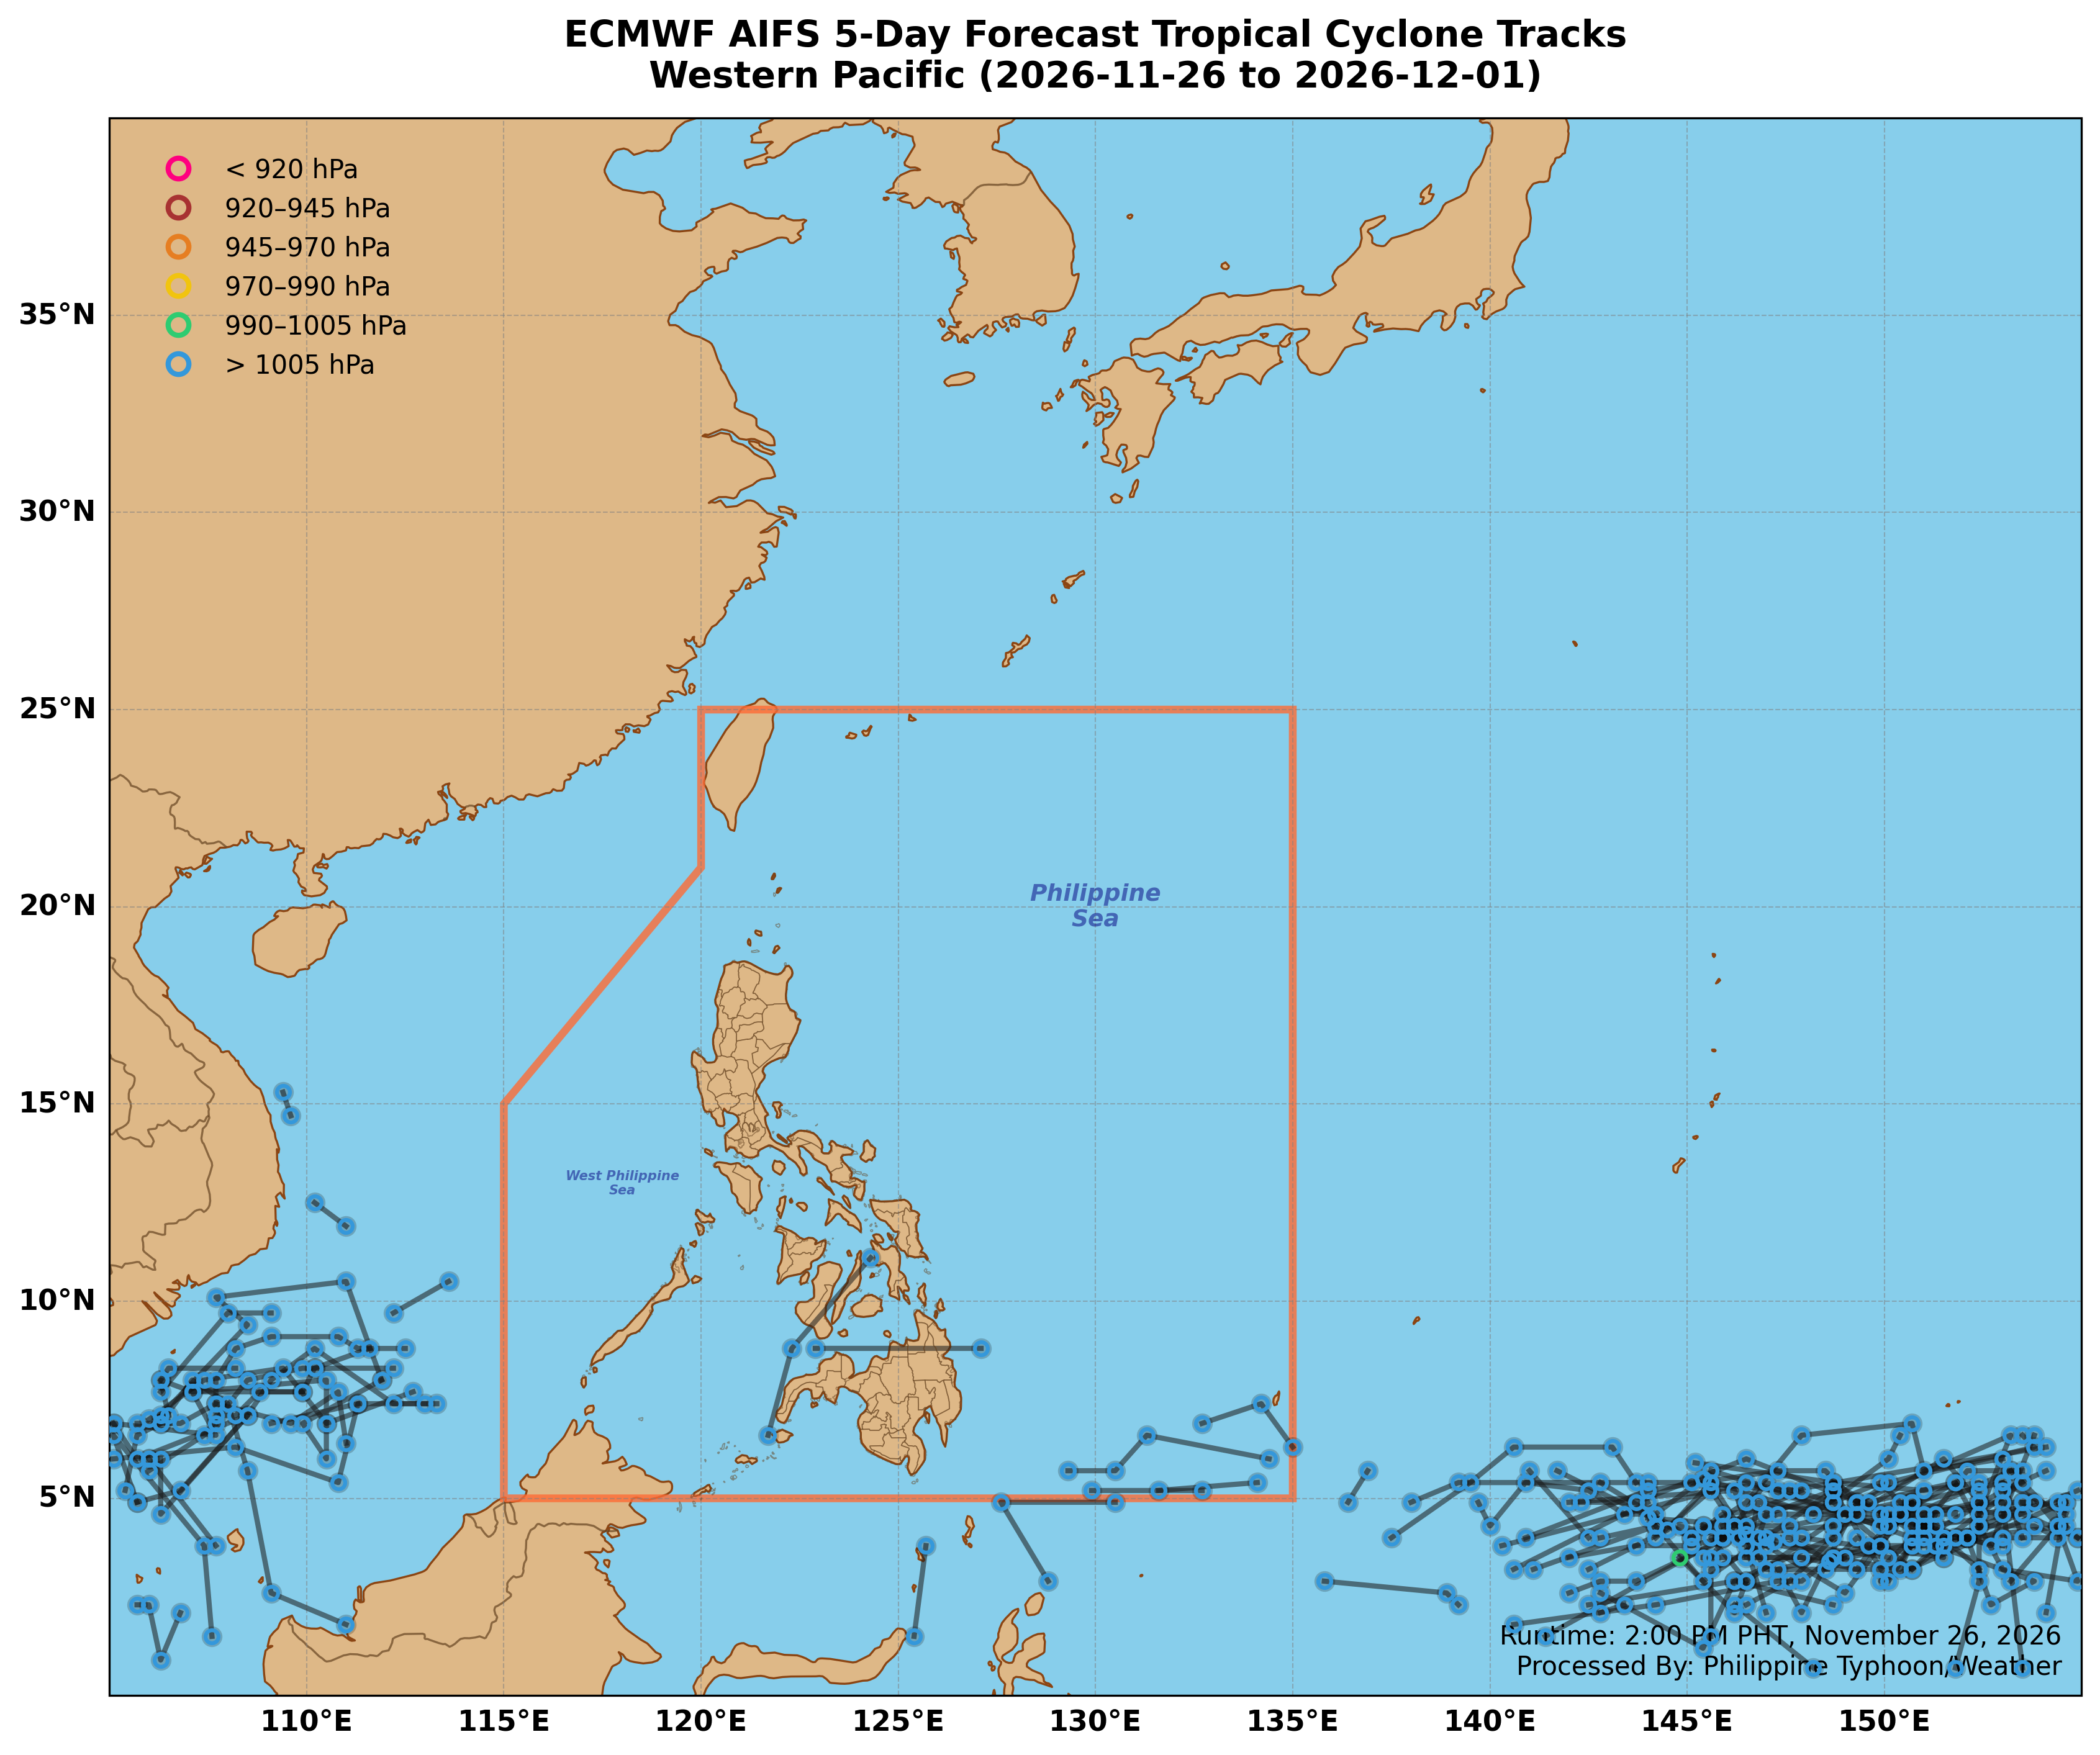 ECMWF AIFS 5-Day Forecast Tropical Cyclone Tracks
Western Pacific (2026-11-26 to 2026-12-01)
< 920 hPa
920–945 hPa
945–970 hPa
970–990 hPa
990–1005 hPa
> 1005 hPa
35°N
30°N
25°N
20°N
15°N
10°N
5°N
Philippine
Sea
West Philippine
Sea
Runtime: 2:00 PM PHT, November 26, 2026
Processed By: Philippine Typhoon/Weather
110°E
115°E
120°E
125°E
130°E
135°E
140°E
145°E
150°E